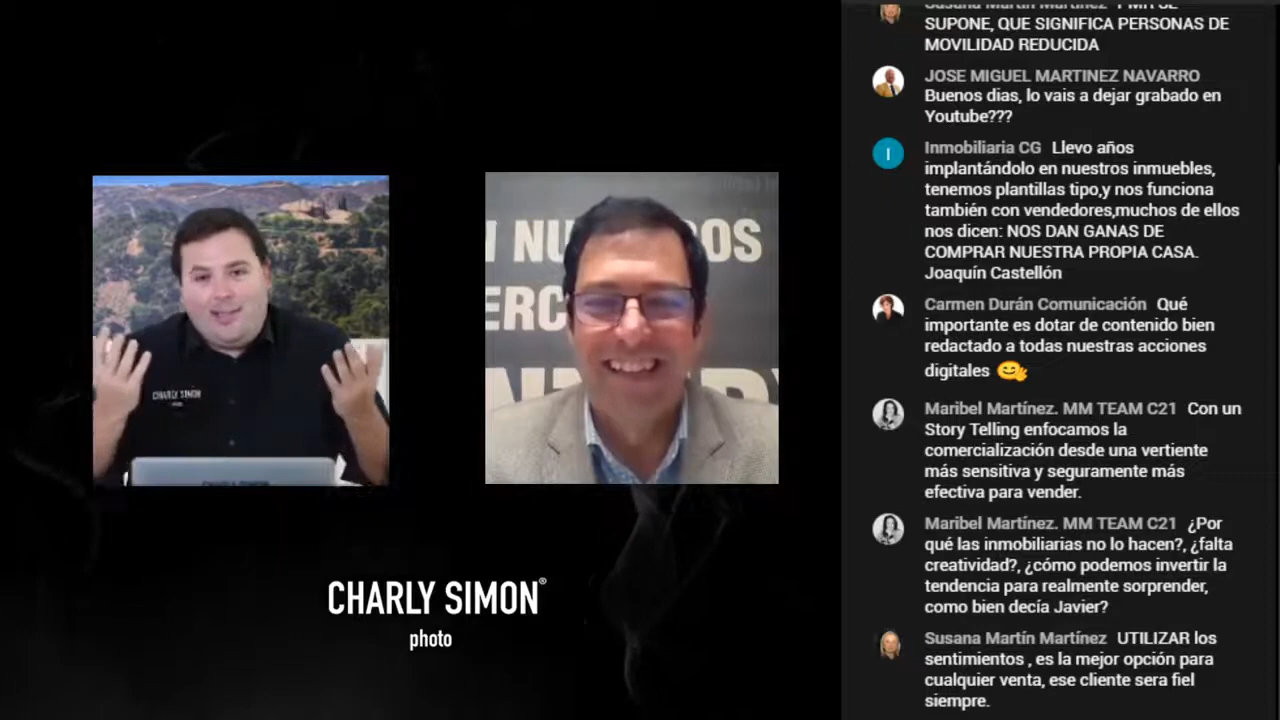 N NU
OS
ERC
CHARLY SIMON
CHARLY SIMON®
photo
SUPONE, QUE SIGNIFICA PERSONAS DE
MOVILIDAD REDUCIDA
JOSE MIGUEL MARTINEZ NAVARRO
Buenos dias, lo vais a dejar grabado en
Youtube???
I
Inmobiliaria CG Llevo años
implantándolo en nuestros inmuebles,
tenemos plantillas tipo,y nos funciona
también con vendedores,muchos de ellos
nos dicen: NOS DAN GANAS DE
COMPRAR NUESTRA PROPIA CASA.
Joaquín Castellón
Carmen Durán Comunicación Qué
importante es dotar de contenido bien
redactado a todas nuestras acciones
digitales 🤗
Maribel Martínez. MM TEAM C21 Con un
Story Telling enfocamos la
comercialización desde una vertiente
más sensitiva y seguramente más
efectiva para vender.
Maribel Martínez. MM TEAM C21 ¿Por
qué las inmobiliarias no lo hacen?, ¿falta
creatividad?, ¿cómo podemos invertir la
tendencia para realmente sorprender,
como bien decía Javier?
Susana Martín Martínez UTILIZAR los
sentimientos , es la mejor opción para
cualquier venta, ese cliente sera fiel
siempre.